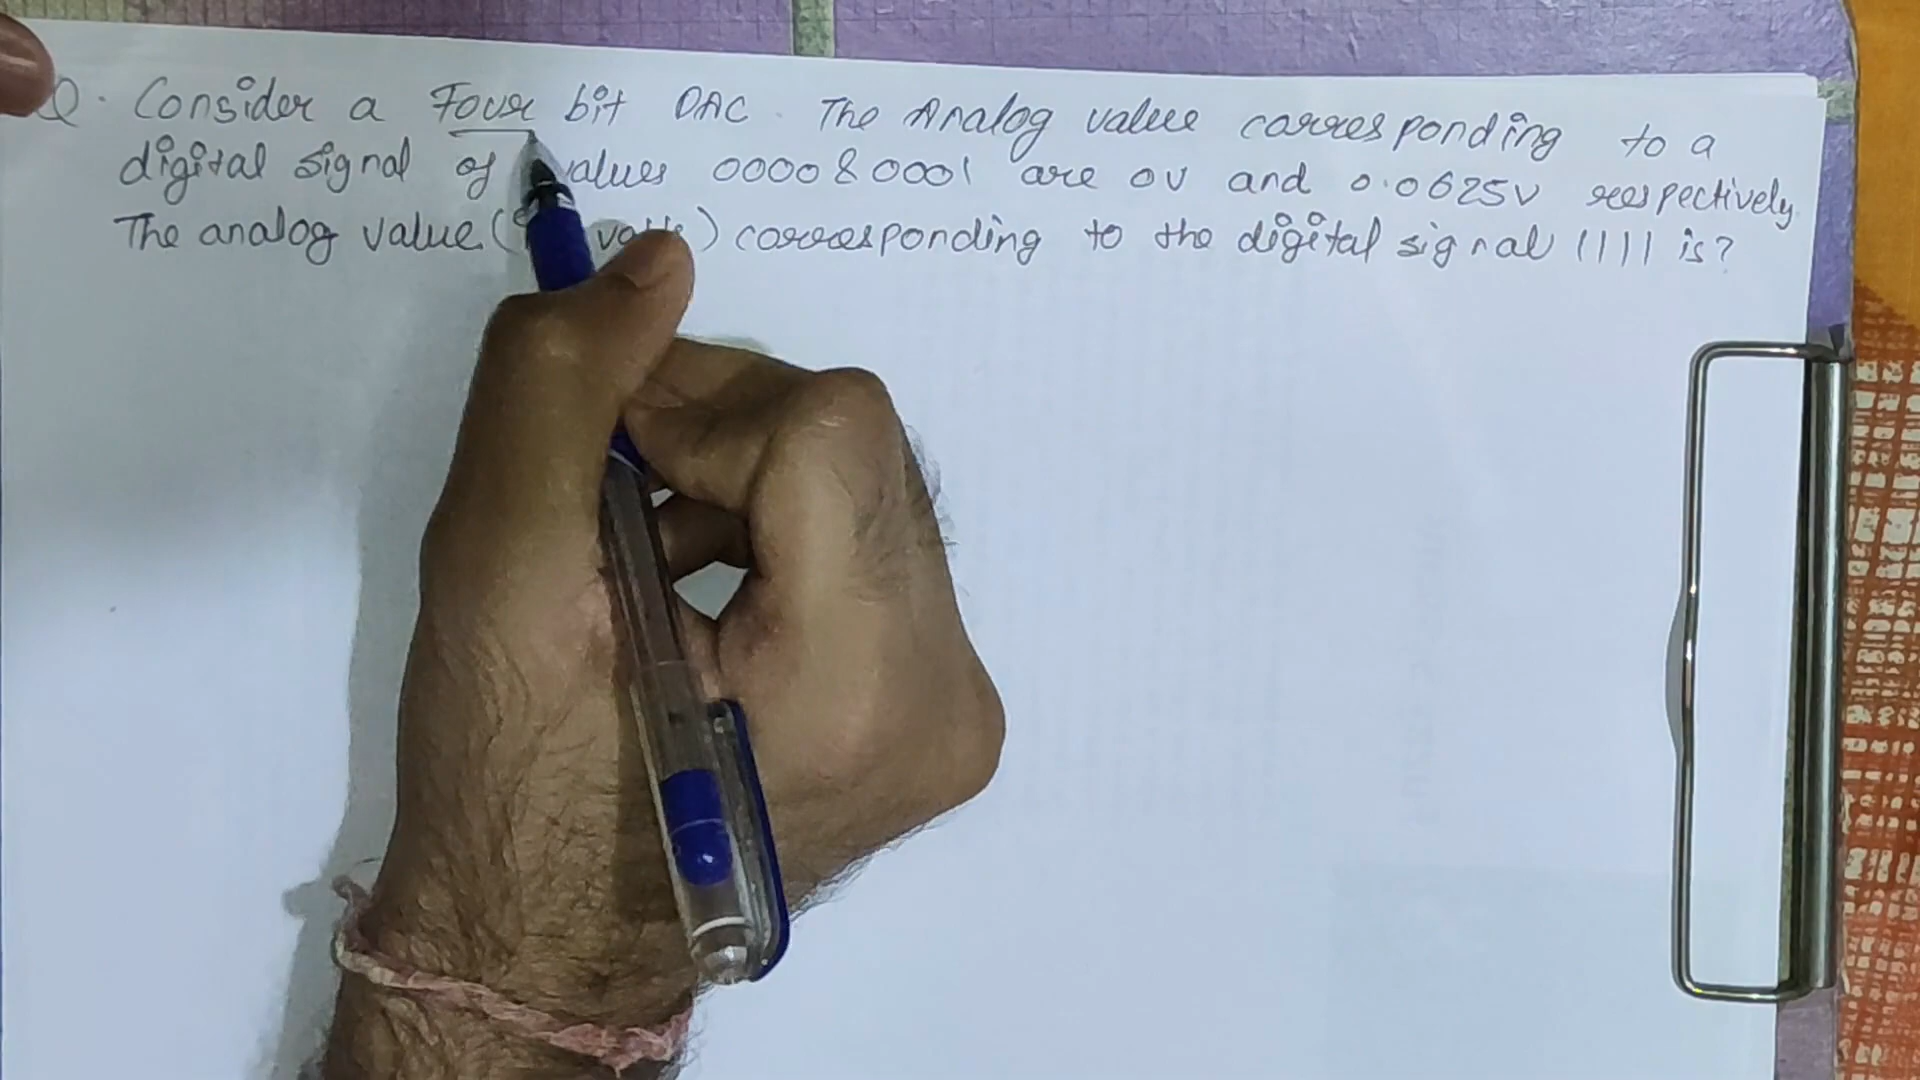 Q. Consider a Four bit DAC. The Analog value corresponding to a
digital signal of values 0000 & 0001 are 0V and 0.0625V respectively.
The analog value ( volts) corresponding to the digital signal 1111 is?